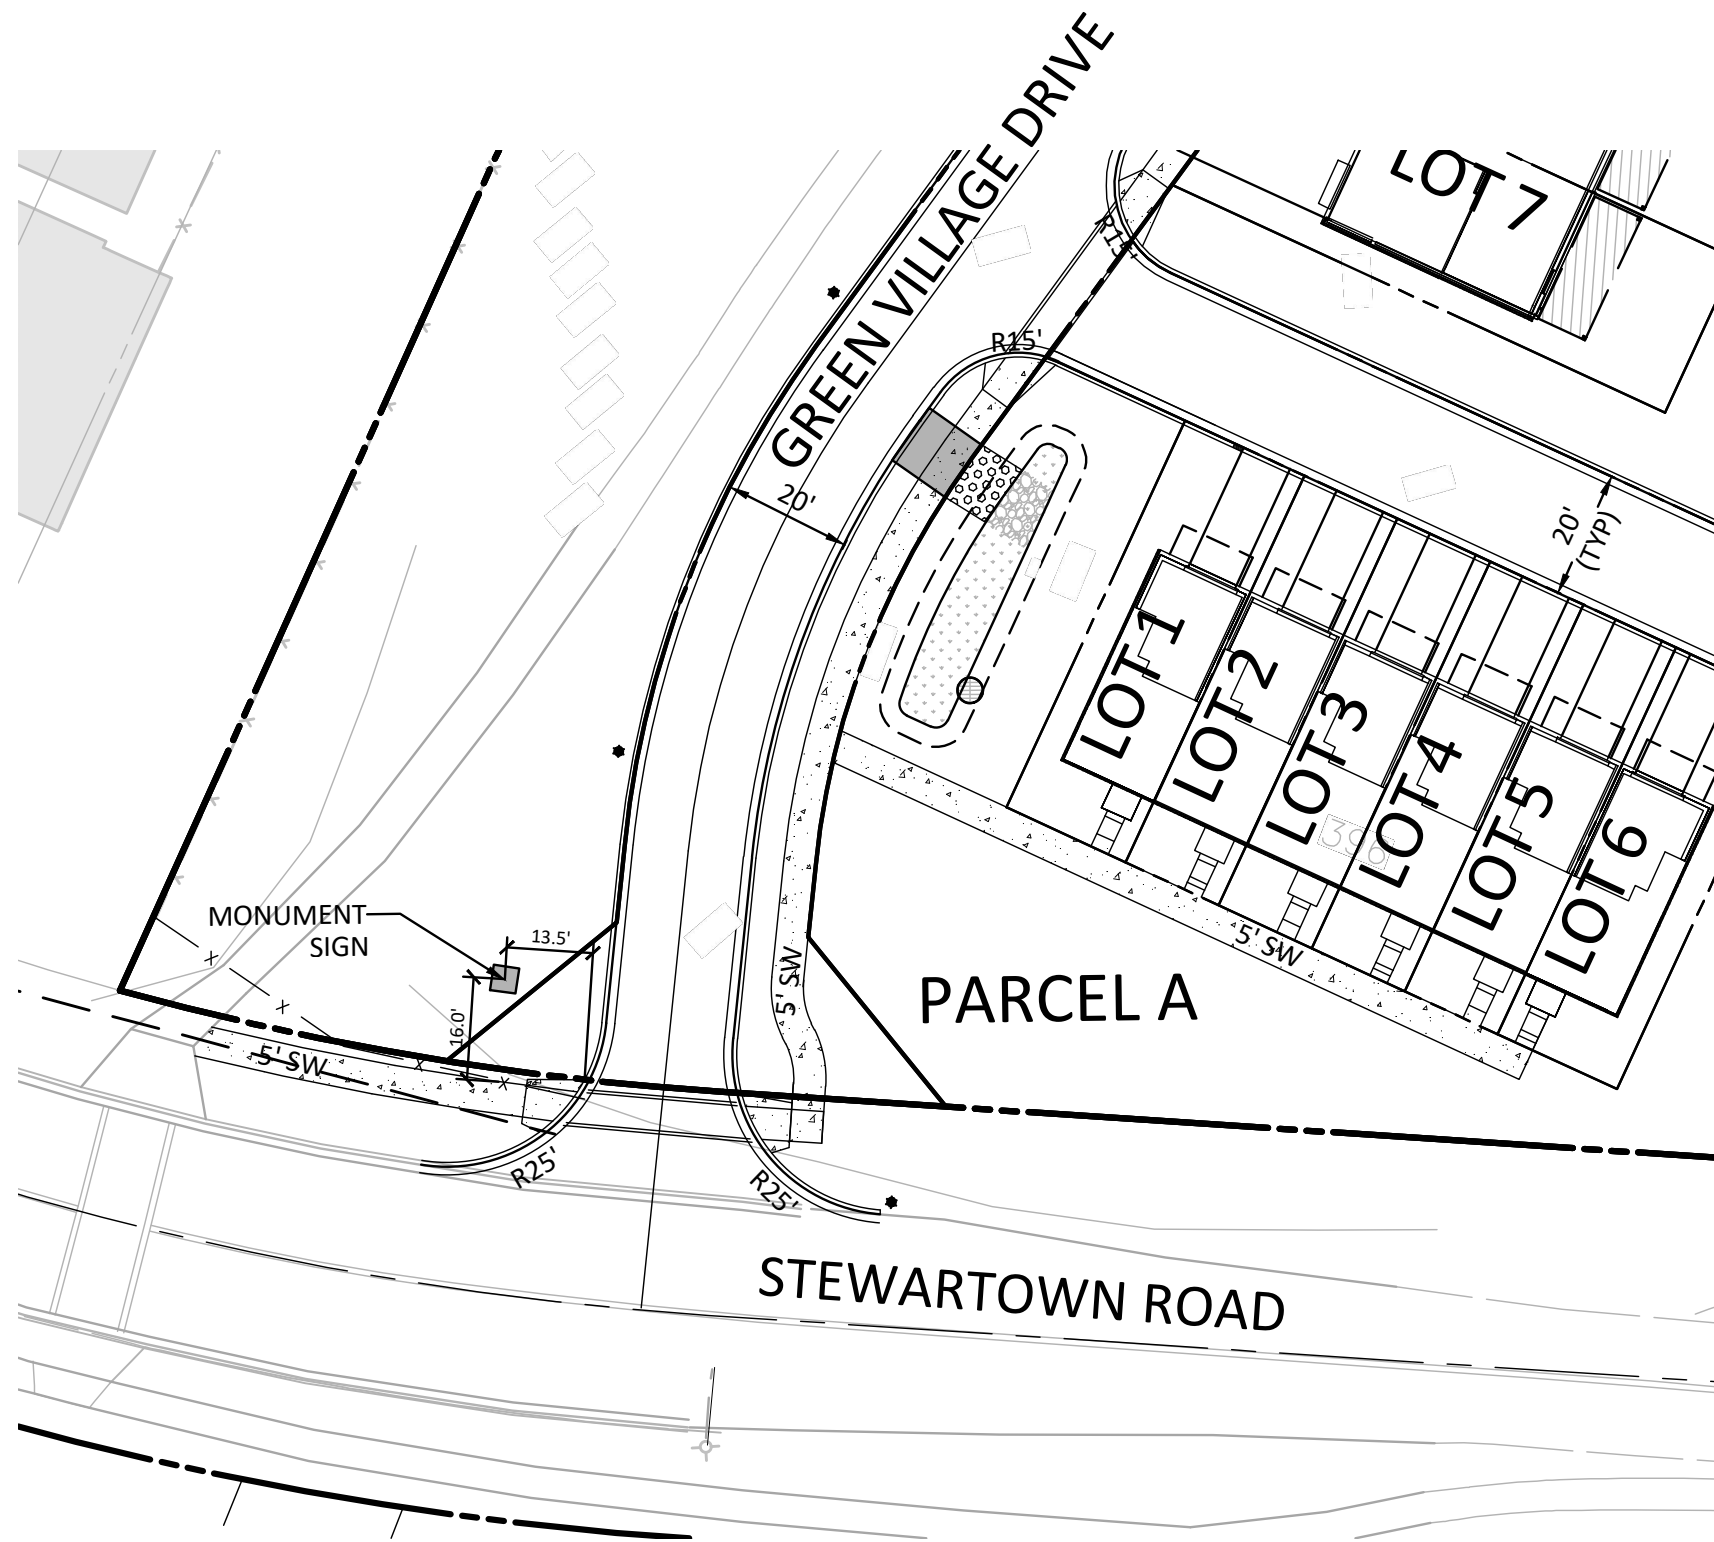 GREEN VILLAGE DRIVE
LOT 7
R15'
R15'
20'
20'
(TYP)
LOT 1
LOT 2
LOT 3
LOT 4
LOT 5
LOT 6
396
MONUMENT
SIGN
13.5'
16.0'
5' SW
5' SW
5' SW
PARCEL A
R25'
R25'
STEWARTOWN ROAD